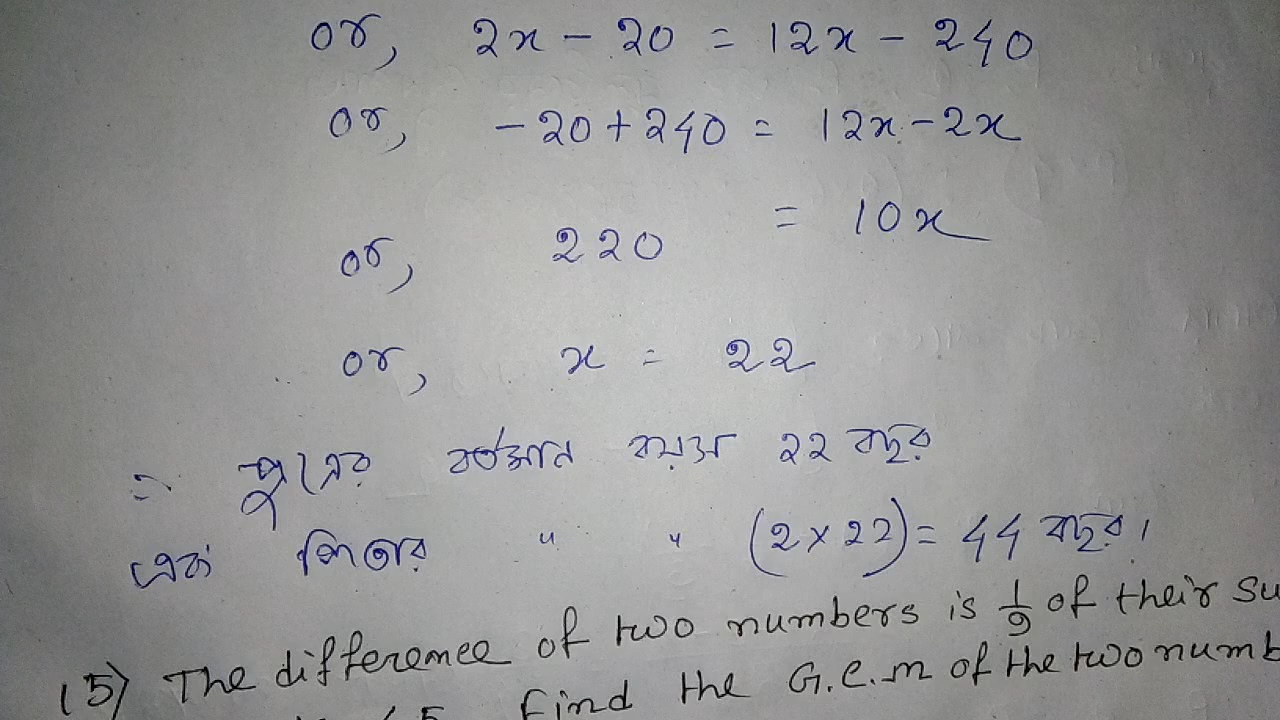 or, 2x - 20 = 12x - 240
or, -20 + 240 = 12x - 2x
or, 220 = 10x
or, x = 22
∴ পুত্রের বর্তমান বয়স 22 বছর
এবং পিতার " " (2 × 22) = 44 বছর।
(5) The difference of two numbers is 1/9 of their su
45 Find the G.C.M of the two numb